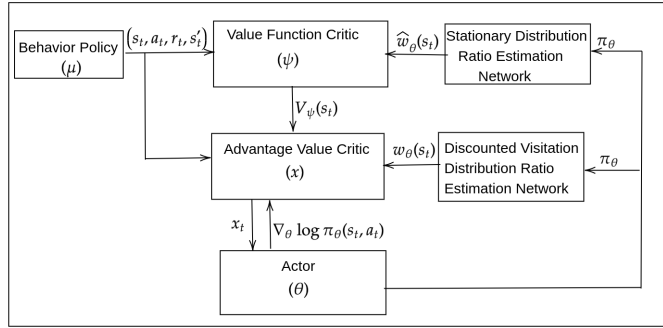 Behavior Policy
(μ)
(s_t, a_t, r_t, s'_t)
Value Function Critic
(ψ)
ŵ_θ(s_t)
Stationary Distribution
Ratio Estimation
Network
π_θ
V_ψ(s_t)
Advantage Value Critic
(x)
w_θ(s_t)
Discounted Visitation
Distribution Ratio
Estimation Network
π_θ
x_t
∇_θ log π_θ(s_t, a_t)
Actor
(θ)